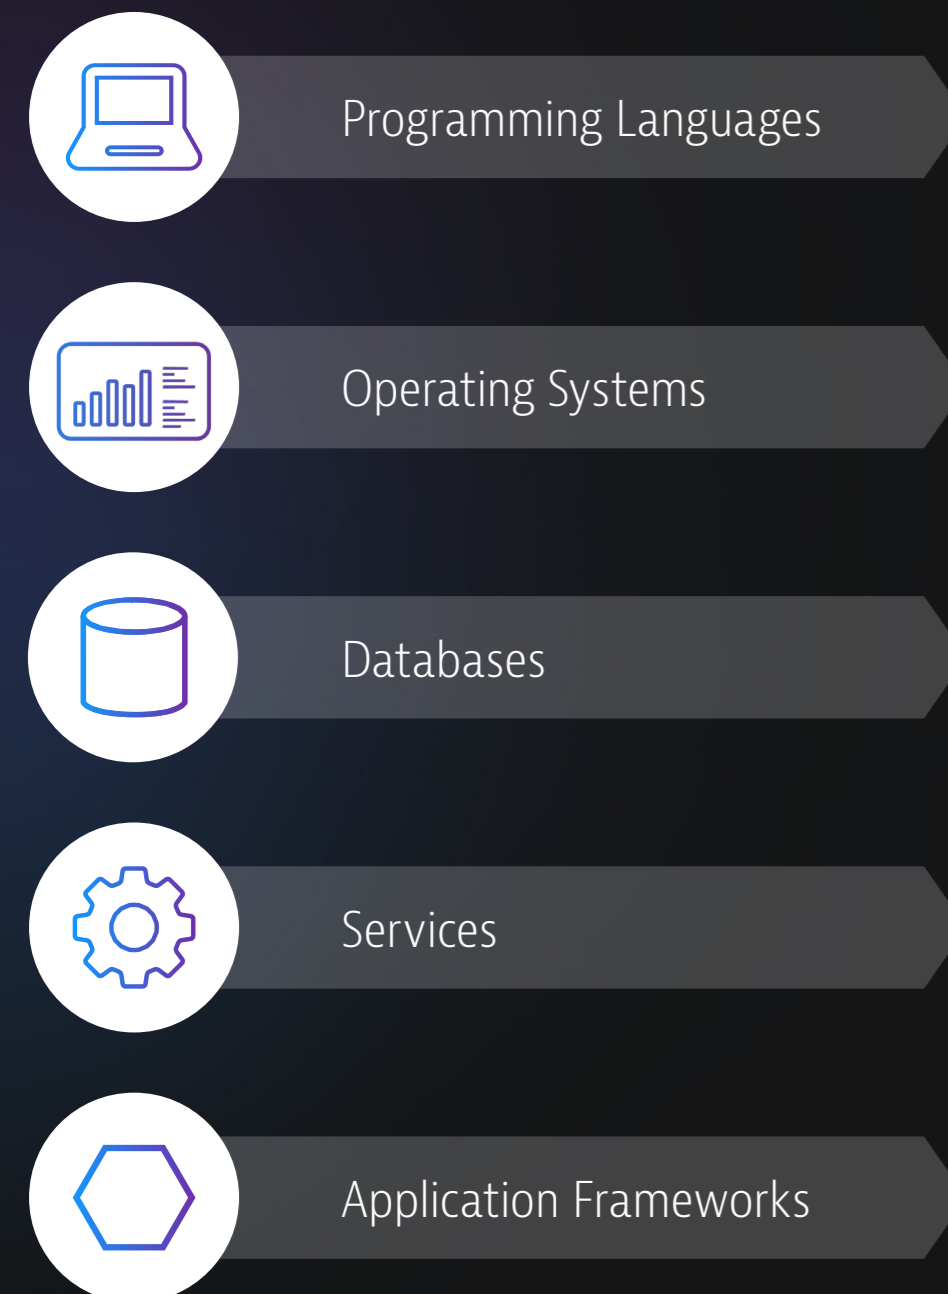 Programming Languages
Operating Systems
Databases
Services
Application Frameworks